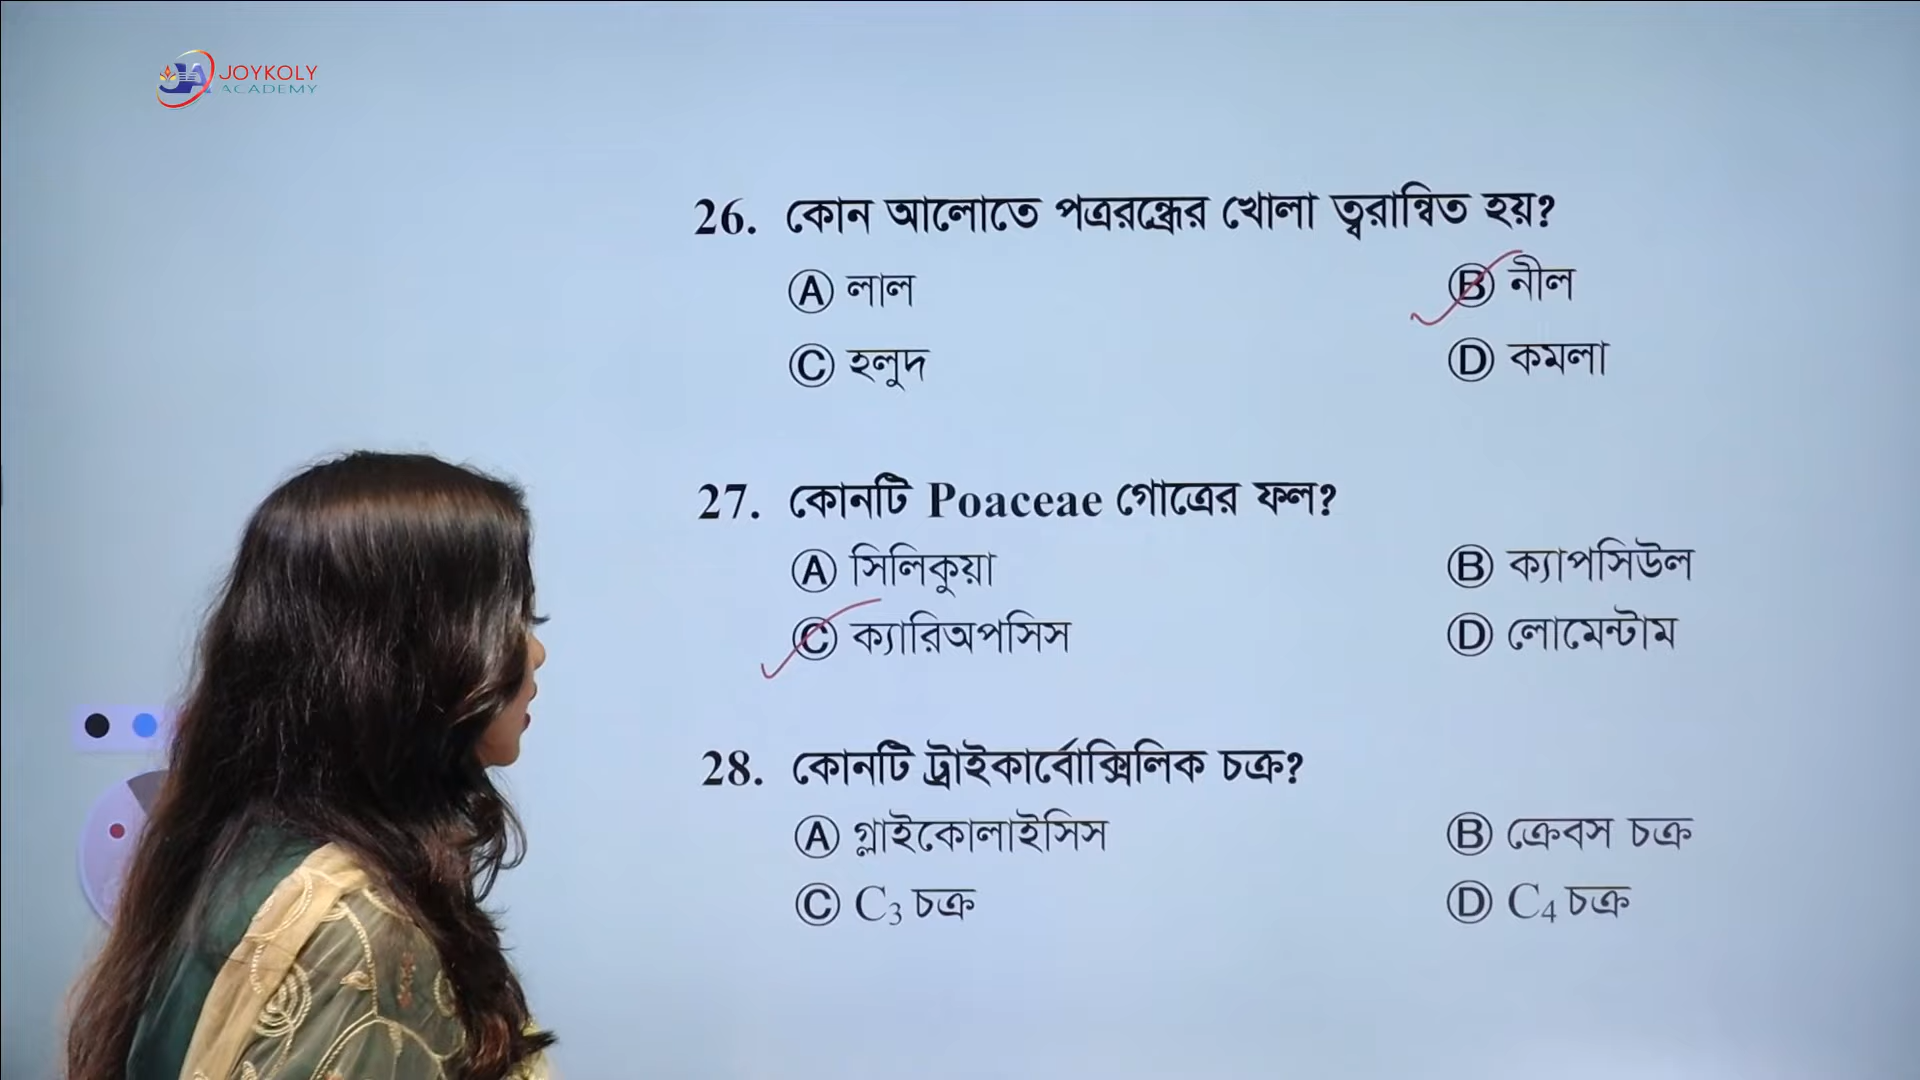 JOYKOLY
ACADEMY
26. কোন আলোতে পত্ররন্ধ্রের খোলা ত্বরান্বিত হয়?
Ⓐ লাল Ⓑ নীল
Ⓒ হলুদ Ⓓ কমলা
27. কোনটি Poaceae গোত্রের ফল?
Ⓐ সিলিকুয়া Ⓑ ক্যাপসিউল
Ⓒ ক্যারিঅপসিস Ⓓ লোমেন্টাম
28. কোনটি ট্রাইকার্বোক্সিলিক চক্র?
Ⓐ গ্লাইকোলাইসিস Ⓑ ক্রেবস চক্র
Ⓒ C₃ চক্র Ⓓ C₄ চক্র